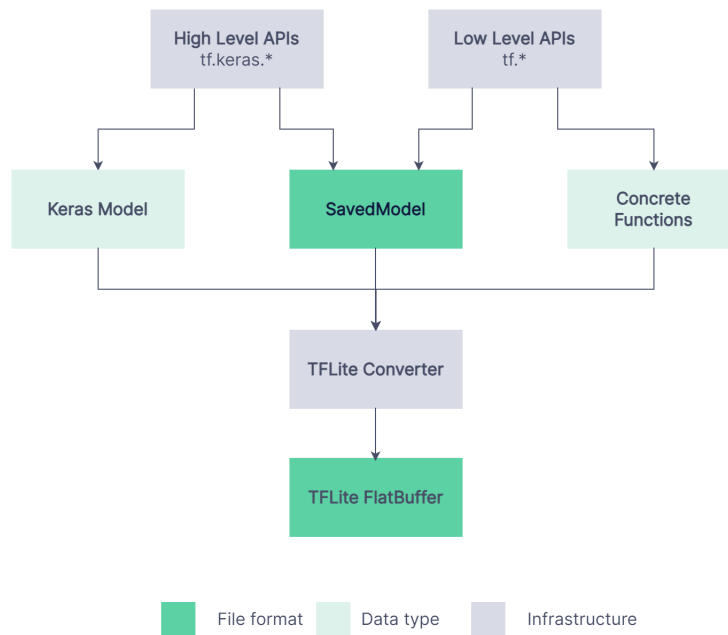 High Level APIs
tf.keras.*
Low Level APIs
tf.*
Keras Model
SavedModel
Concrete
Functions
TFLite Converter
TFLite FlatBuffer
File format
Data type
Infrastructure